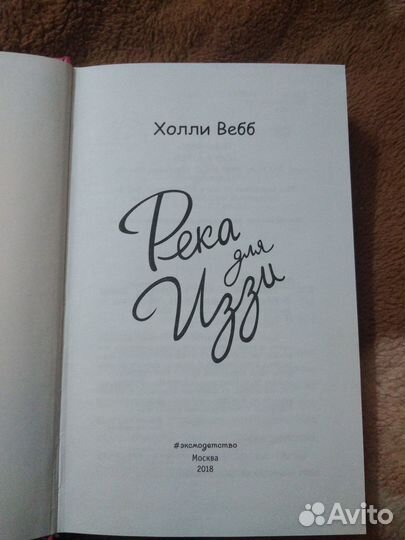 Холли Вебб
Река
для
Иззи
#эксмодетство
Москва
2018
Avito